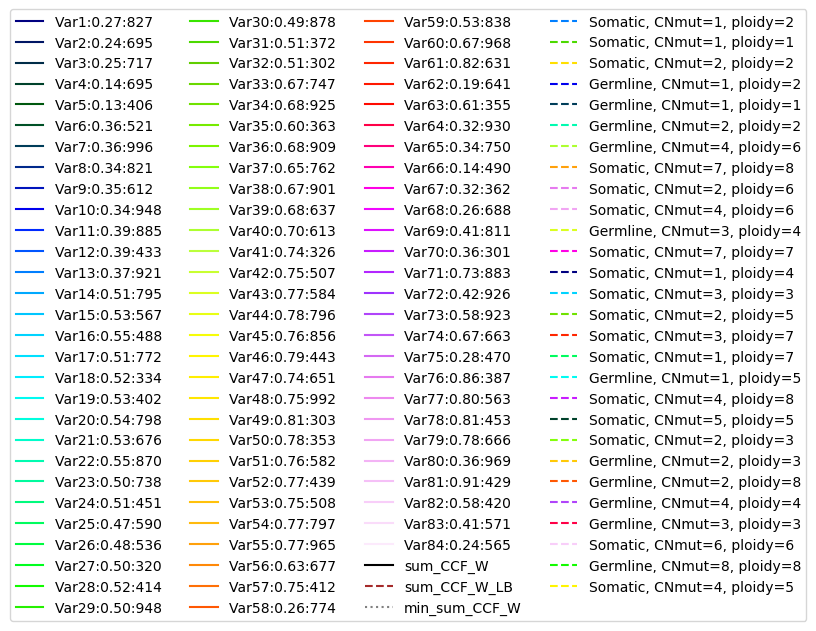 Var1:0.27:827
Var2:0.24:695
Var3:0.25:717
Var4:0.14:695
Var5:0.13:406
Var6:0.36:521
Var7:0.36:996
Var8:0.34:821
Var9:0.35:612
Var10:0.34:948
Var11:0.39:885
Var12:0.39:433
Var13:0.37:921
Var14:0.51:795
Var15:0.53:567
Var16:0.55:488
Var17:0.51:772
Var18:0.52:334
Var19:0.53:402
Var20:0.54:798
Var21:0.53:676
Var22:0.55:870
Var23:0.50:738
Var24:0.51:451
Var25:0.47:590
Var26:0.48:536
Var27:0.50:320
Var28:0.52:414
Var29:0.50:948
Var30:0.49:878
Var31:0.51:372
Var32:0.51:302
Var33:0.67:747
Var34:0.68:925
Var35:0.60:363
Var36:0.68:909
Var37:0.65:762
Var38:0.67:901
Var39:0.68:637
Var40:0.70:613
Var41:0.74:326
Var42:0.75:507
Var43:0.77:584
Var44:0.78:796
Var45:0.76:856
Var46:0.79:443
Var47:0.74:651
Var48:0.75:992
Var49:0.81:303
Var50:0.78:353
Var51:0.76:582
Var52:0.77:439
Var53:0.75:508
Var54:0.77:797
Var55:0.77:965
Var56:0.63:677
Var57:0.75:412
Var58:0.26:774
Var59:0.53:838
Var60:0.67:968
Var61:0.82:631
Var62:0.19:641
Var63:0.61:355
Var64:0.32:930
Var65:0.34:750
Var66:0.14:490
Var67:0.32:362
Var68:0.26:688
Var69:0.41:811
Var70:0.36:301
Var71:0.73:883
Var72:0.42:926
Var73:0.58:923
Var74:0.67:663
Var75:0.28:470
Var76:0.86:387
Var77:0.80:563
Var78:0.81:453
Var79:0.78:666
Var80:0.36:969
Var81:0.91:429
Var82:0.58:420
Var83:0.41:571
Var84:0.24:565
sum_CCF_W
sum_CCF_W_LB
min_sum_CCF_W
Somatic, CNmut=1, ploidy=2
Somatic, CNmut=1, ploidy=1
Somatic, CNmut=2, ploidy=2
Germline, CNmut=1, ploidy=2
Germline, CNmut=1, ploidy=1
Germline, CNmut=2, ploidy=2
Germline, CNmut=4, ploidy=6
Somatic, CNmut=7, ploidy=8
Somatic, CNmut=2, ploidy=6
Somatic, CNmut=4, ploidy=6
Germline, CNmut=3, ploidy=4
Somatic, CNmut=7, ploidy=7
Somatic, CNmut=1, ploidy=4
Somatic, CNmut=3, ploidy=3
Somatic, CNmut=2, ploidy=5
Somatic, CNmut=3, ploidy=7
Somatic, CNmut=1, ploidy=7
Germline, CNmut=1, ploidy=5
Somatic, CNmut=4, ploidy=8
Somatic, CNmut=5, ploidy=5
Somatic, CNmut=2, ploidy=3
Germline, CNmut=2, ploidy=3
Germline, CNmut=2, ploidy=8
Germline, CNmut=4, ploidy=4
Germline, CNmut=3, ploidy=3
Somatic, CNmut=6, ploidy=6
Germline, CNmut=8, ploidy=8
Somatic, CNmut=4, ploidy=5